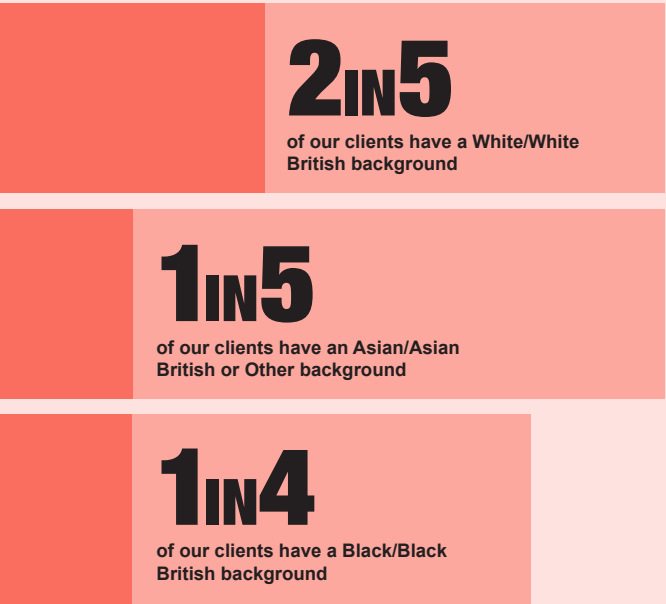 2IN5
of our clients have a White/White
British background
1IN5
of our clients have an Asian/Asian
British or Other background
1IN4
of our clients have a Black/Black
British background